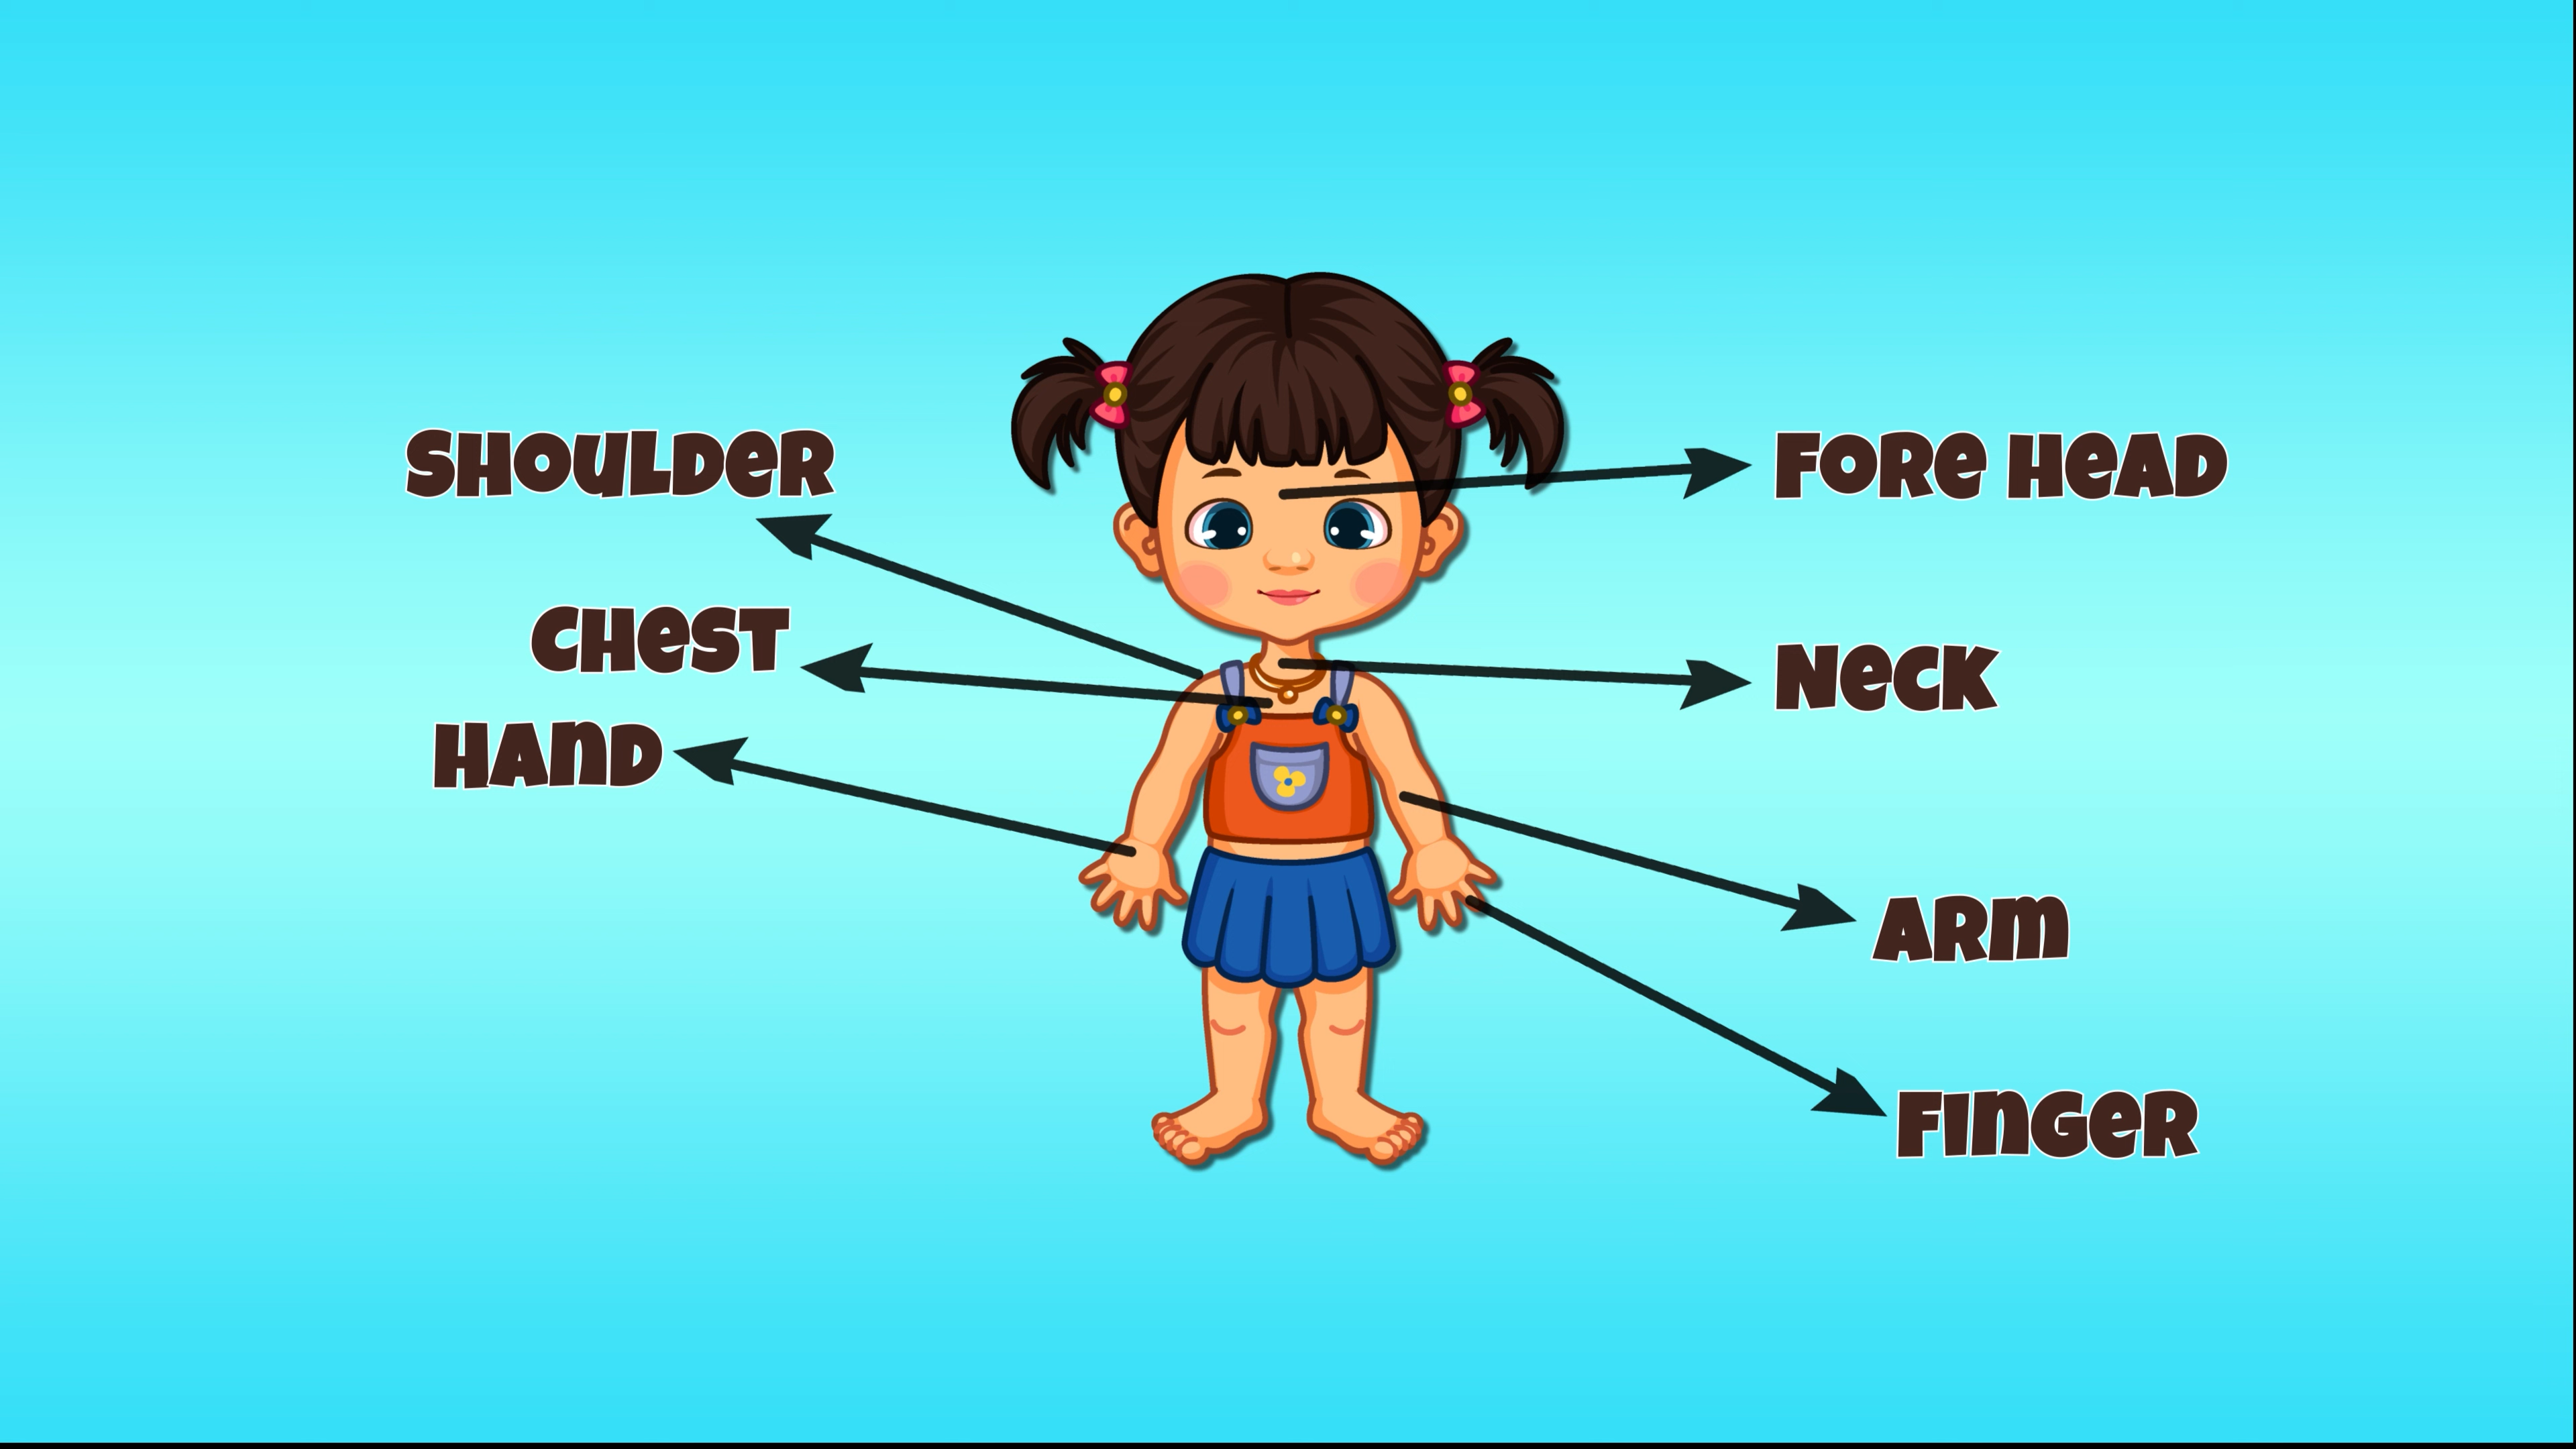 SHOULDER
CHEST
HAND
FORE HEAD
NECK
ARM
FINGER